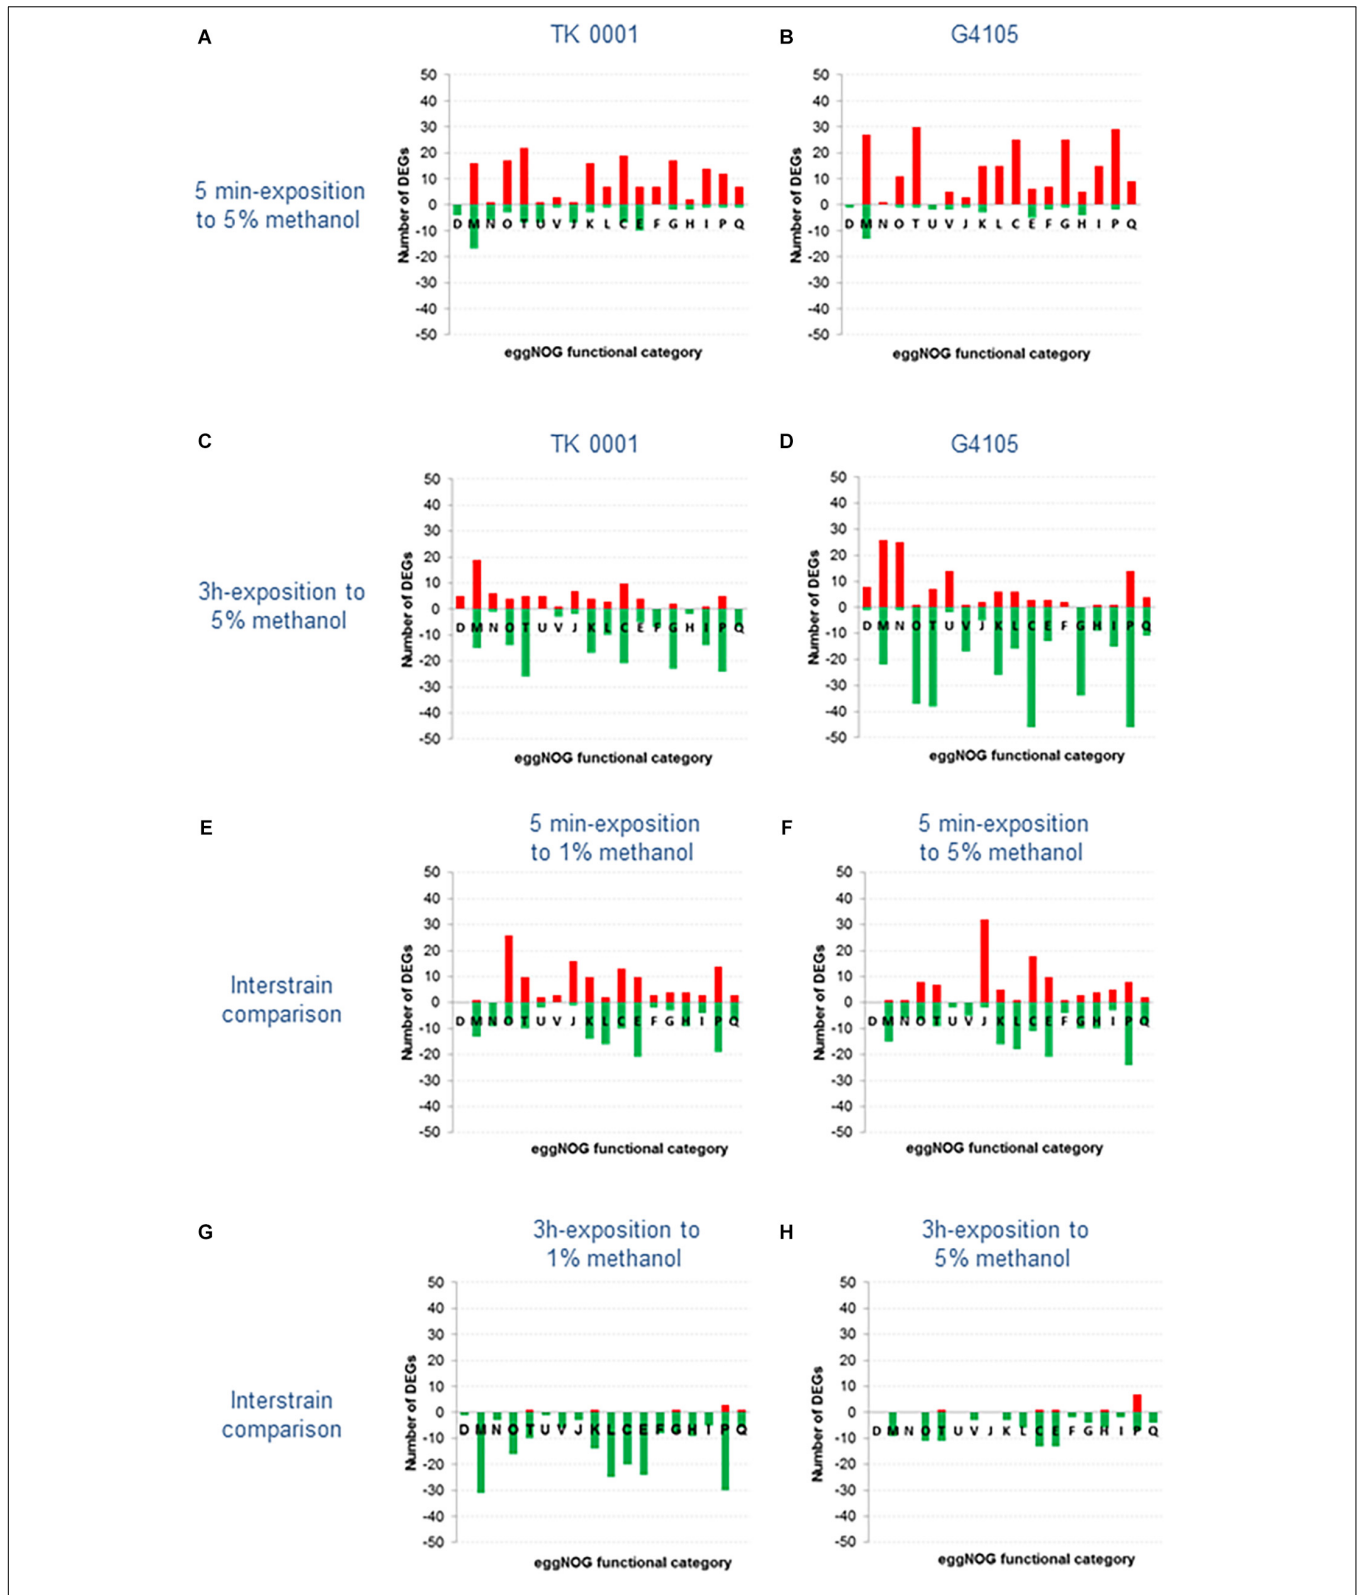 A
TK 0001
B
G4105
5 min-exposition
to 5% methanol
Number of DEGs
50
40
30
20
10
0
-10
-20
-30
-40
-50
D M N O T U V J K L C E F G H I P Q
eggNOG functional category
Number of DEGs
50
40
30
20
10
0
-10
-20
-30
-40
-50
D M N O T U V J K L C E F G H I P Q
eggNOG functional category
C
TK 0001
D
G4105
3h-exposition to
5% methanol
Number of DEGs
50
40
30
20
10
0
-10
-20
-30
-40
-50
D M N O T U V J K L C E F G H I P Q
eggNOG functional category
Number of DEGs
50
40
30
20
10
0
-10
-20
-30
-40
-50
D M N O T U V J K L C E F G H I P Q
eggNOG functional category
E
5 min-exposition
to 1% methanol
F
5 min-exposition
to 5% methanol
Interstrain
comparison
Number of DEGs
50
40
30
20
10
0
-10
-20
-30
-40
-50
D M N O T U V J K L C E F G H I P Q
eggNOG functional category
Number of DEGs
50
40
30
20
10
0
-10
-20
-30
-40
-50
D M N O T U V J K L C E F G H I P Q
eggNOG functional category
G
3h-exposition to
1% methanol
H
3h-exposition to
5% methanol
Interstrain
comparison
Number of DEGs
50
40
30
20
10
0
-10
-20
-30
-40
-50
D M N O T U V J K L C E F G H I P Q
eggNOG functional category
Number of DEGs
50
40
30
20
10
0
-10
-20
-30
-40
-50
D M N O T U V J K L C E F G H I P Q
eggNOG functional category